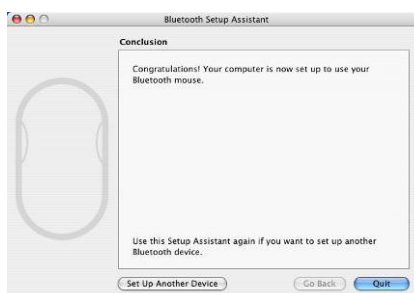 Bluetooth Setup Assistant
Conclusion
Congratulations! Your computer is now set up to use your
Bluetooth mouse.
Use this Setup Assistant again if you want to set up another
Bluetooth device.
Set Up Another Device
Go Back
Quit